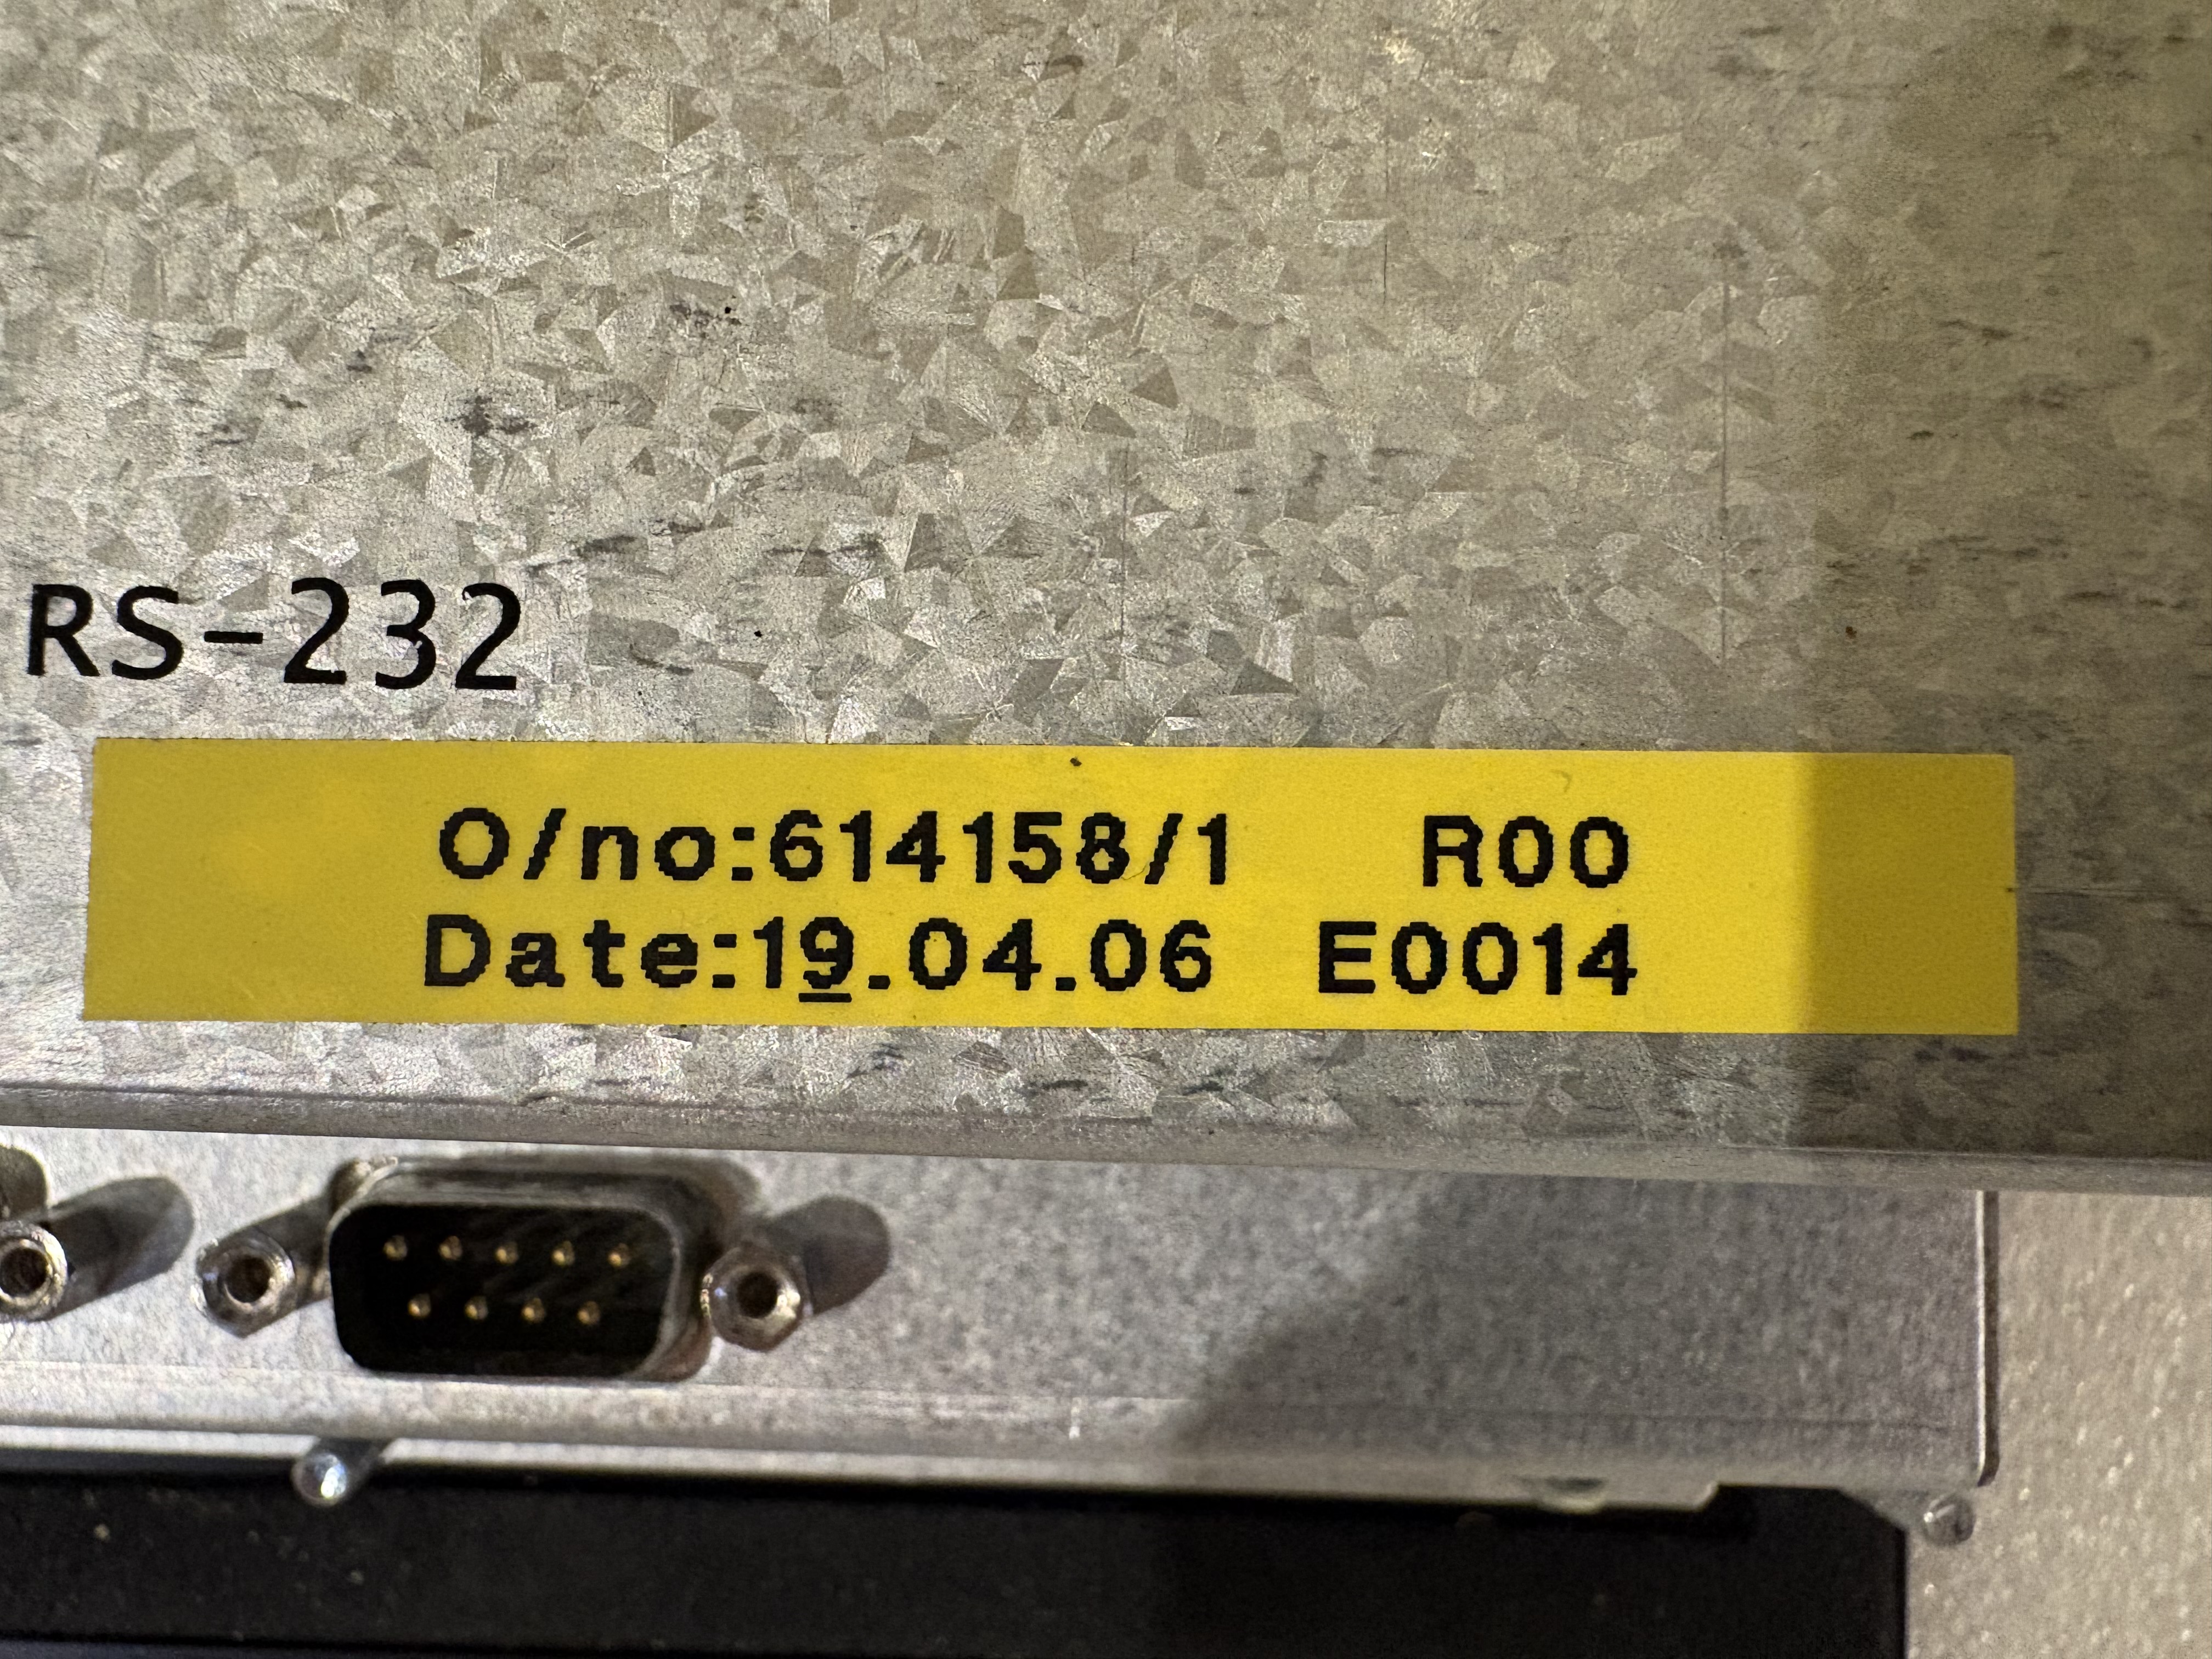 RS-232
O/no:614158/1 R00
Date:19.04.06 E0014